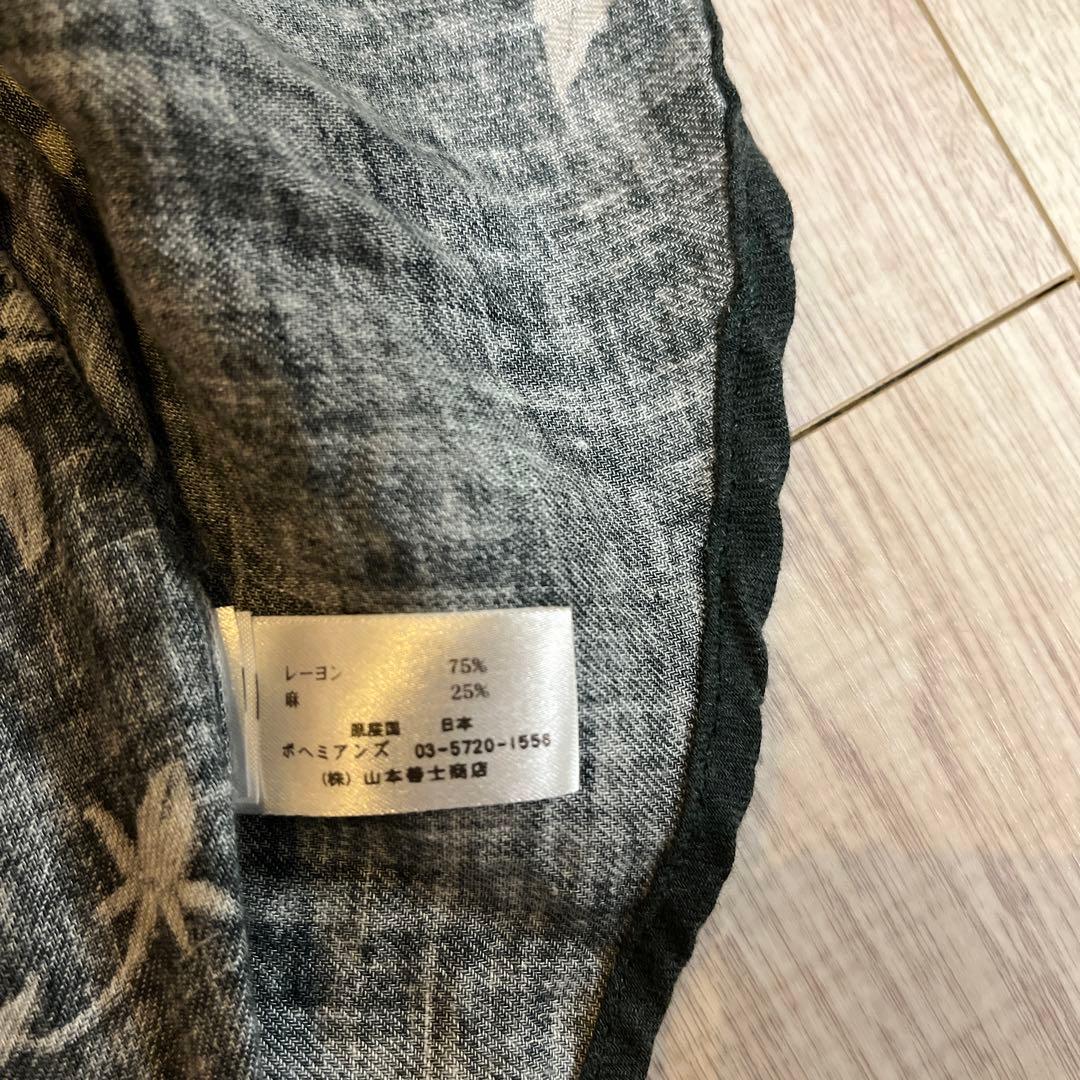 レーヨン 75%
麻 25%
原産国 日本
ボヘミアンズ 03-5720-1556
(株) 山本善士商店